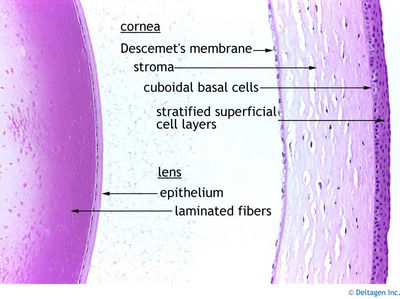 cornea
Descemet's membrane
stroma
cuboidal basal cells
stratified superficial
cell layers
lens
epithelium
laminated fibers
© Deltagen Inc.